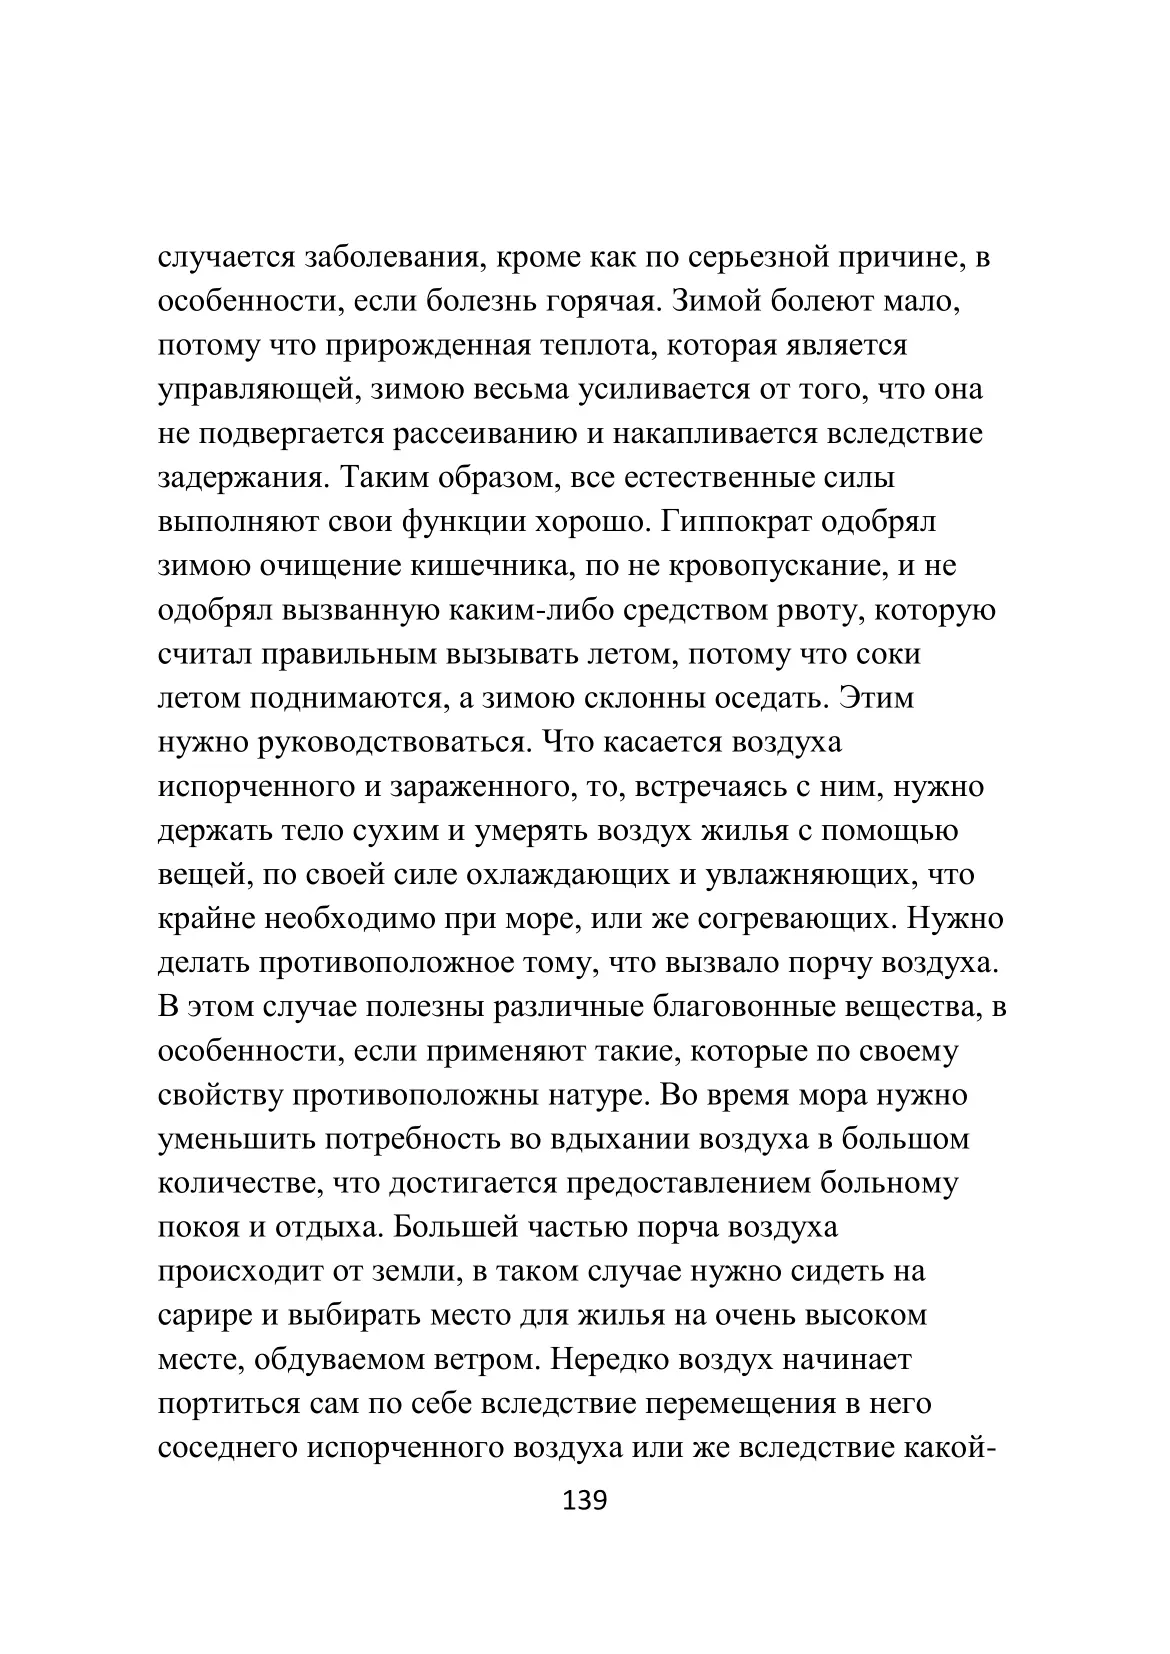 случается заболевания, кроме как по серьезной причине, в
особенности, если болезнь горячая. Зимой болеют мало,
потому что прирожденная теплота, которая является
управляющей, зимою весьма усиливается от того, что она
не подвергается рассеиванию и накапливается вследствие
задержания. Таким образом, все естественные силы
выполняют свои функции хорошо. Гиппократ одобрял
зимою очищение кишечника, по не кровопускание, и не
одобрял вызванную каким-либо средством рвоту, которую
считал правильным вызывать летом, потому что соки
летом поднимаются, а зимою склонны оседать. Этим
нужно руководствоваться. Что касается воздуха
испорченного и зараженного, то, встречаясь с ним, нужно
держать тело сухим и умерять воздух жилья с помощью
вещей, по своей силе охлаждающих и увлажняющих, что
крайне необходимо при море, или же согревающих. Нужно
делать противоположное тому, что вызвало порчу воздуха.
В этом случае полезны различные благовонные вещества, в
особенности, если применяют такие, которые по своему
свойству противоположны натуре. Во время мора нужно
уменьшить потребность во вдыхании воздуха в большом
количестве, что достигается предоставлением больному
покоя и отдыха. Большей частью порча воздуха
происходит от земли, в таком случае нужно сидеть на
сарире и выбирать место для жилья на очень высоком
месте, обдуваемом ветром. Нередко воздух начинает
портиться сам по себе вследствие перемещения в него
соседнего испорченного воздуха или же вследствие какой-
139